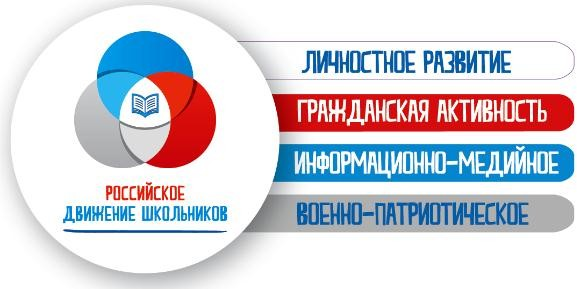 РОССИЙСКОЕ
ДВИЖЕНИЕ ШКОЛЬНИКОВ
ЛИЧНОСТНОЕ РАЗВИТИЕ
ГРАЖДАНСКАЯ АКТИВНОСТЬ
ИНФОРМАЦИОННО-МЕДИЙНОЕ
ВОЕННО-ПАТРИОТИЧЕСКОЕ